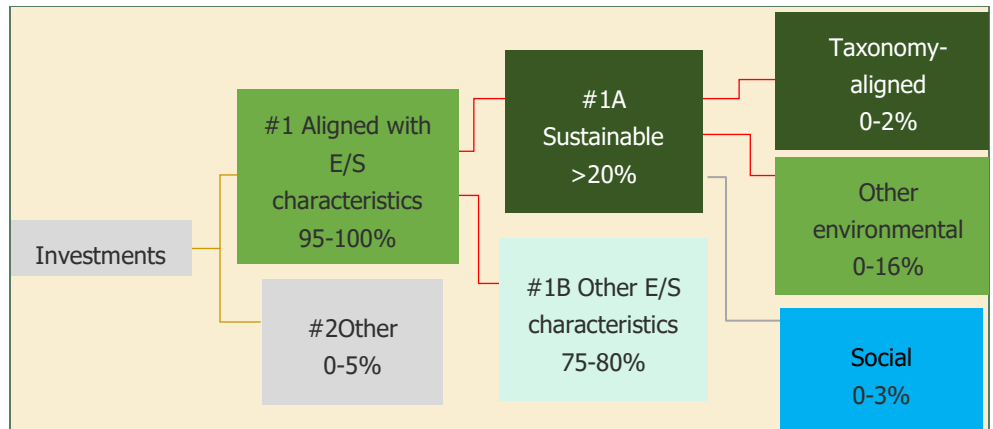 Investments
#1 Aligned with
E/S
characteristics
95-100%
#2Other
0-5%
#1A
Sustainable
>20%
#1B Other E/S
characteristics
75-80%
Taxonomy-
aligned
0-2%
Other
environmental
0-16%
Social
0-3%